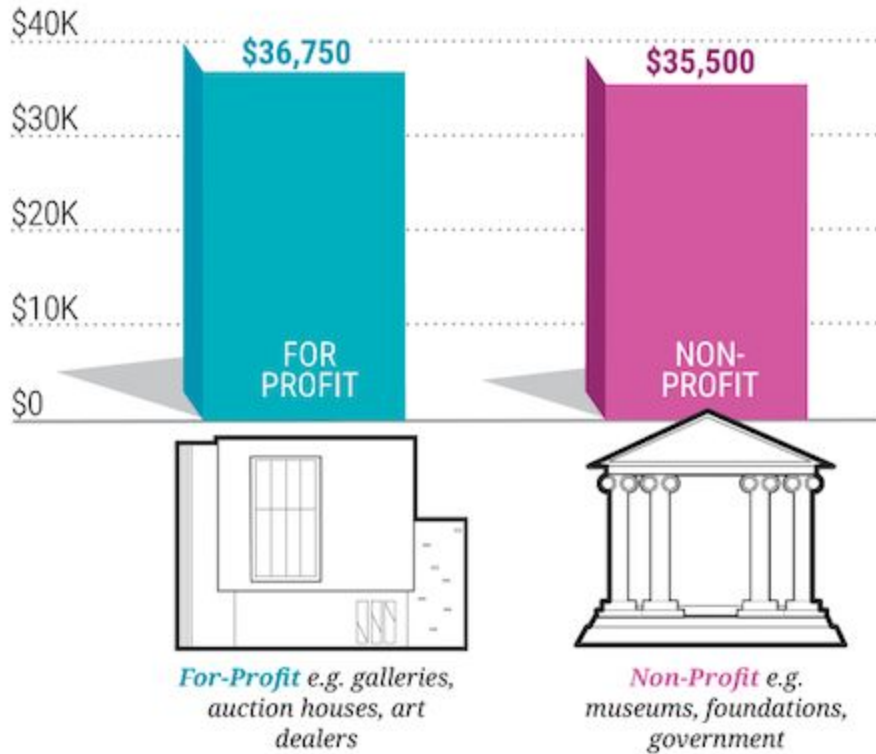 $40K
$36,750
$35,500
$30K
$20K
$10K
FOR
PROFIT
NON-
PROFIT
$0
For-Profit e.g. galleries,
auction houses, art
dealers
Non-Profit e.g.
museums, foundations,
government